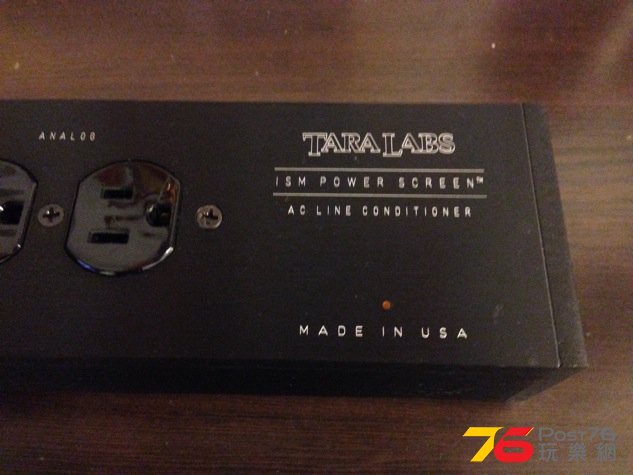 ANALOG
TARA LABS
ISM POWER SCREEN™
AC LINE CONDITIONER
MADE IN USA
76 Post76
玩樂網